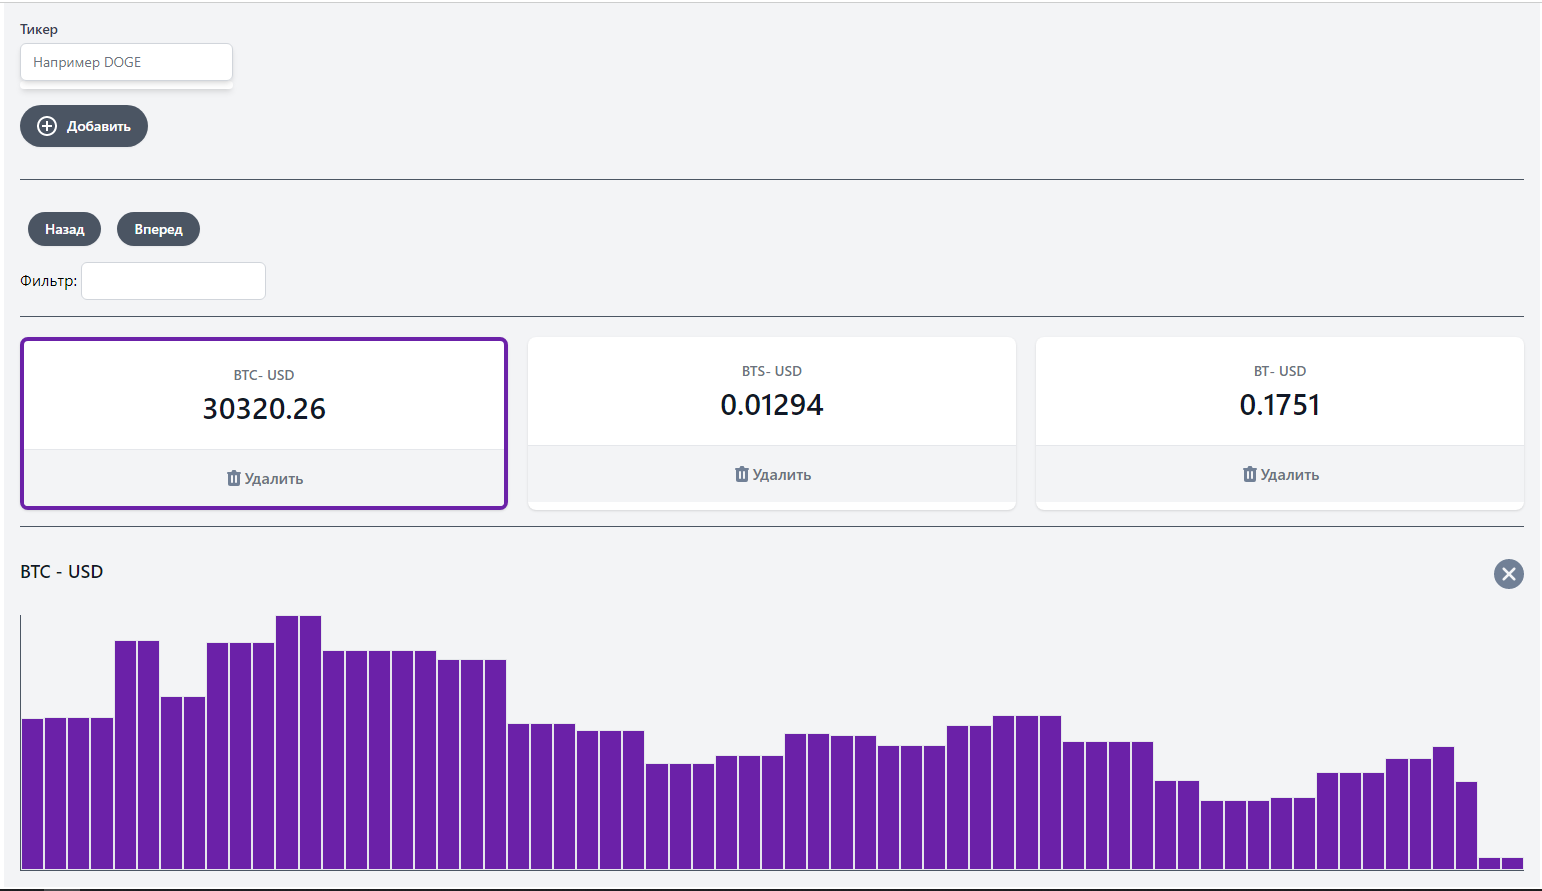 Тикер
Например DOGE
Добавить
Назад Вперед
Фильтр:
BTC- USD
30320.26
Удалить
BTS- USD
0.01294
Удалить
BT- USD
0.1751
Удалить
BTC - USD